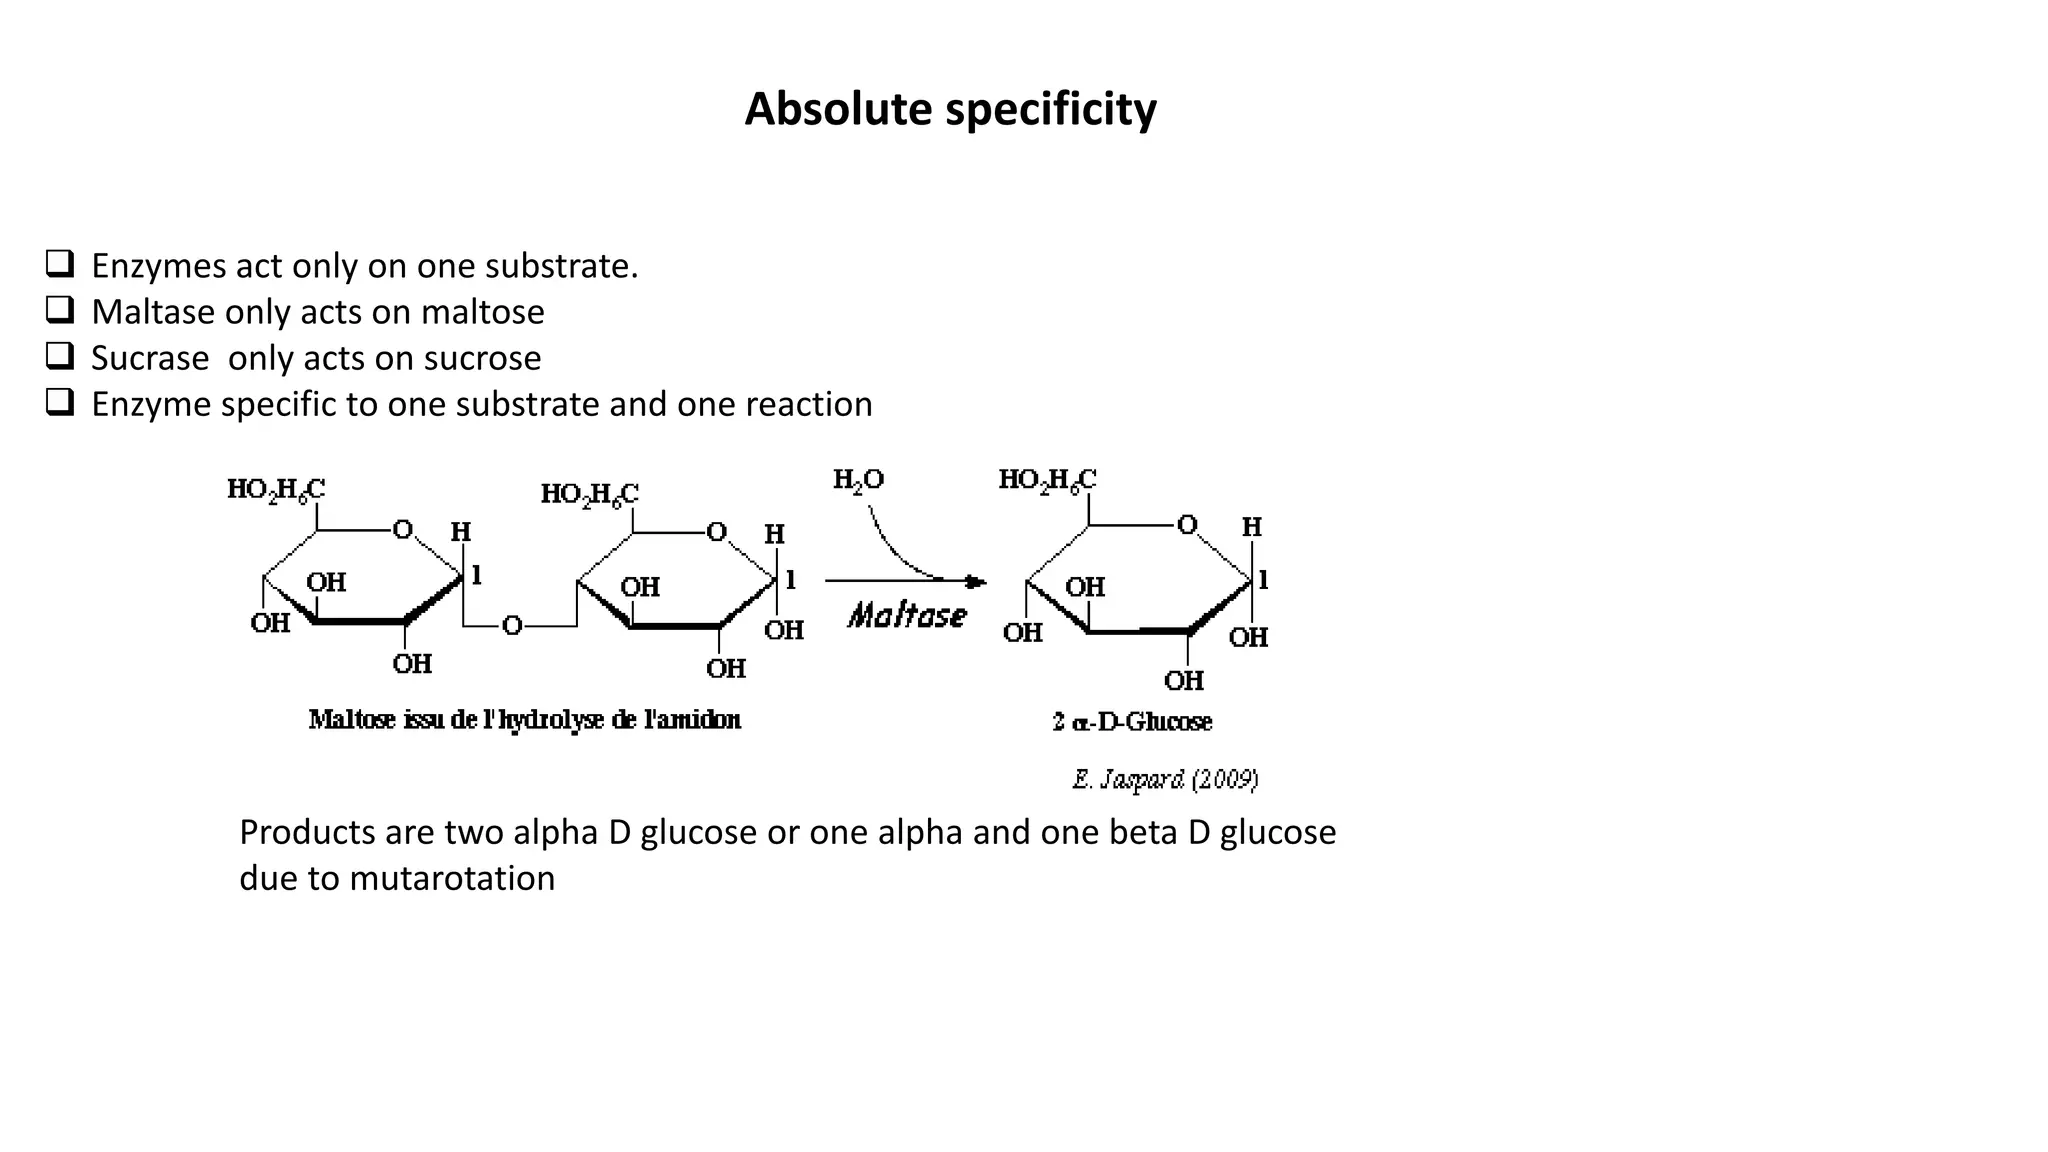 Absolute specificity
❑ Enzymes act only on one substrate.
❑ Maltase only acts on maltose
❑ Sucrase  only acts on sucrose
❑ Enzyme specific to one substrate and one reaction
HO₂H₆C HO₂H₆C H₂O HO₂H₆C
O H O H O H
OH 1 OH 1 OH 1
OH O OH Maltase OH OH
OH OH OH
Maltose issu de l'hydrolyse de l'amidon 2 α-D-Glucose
E. Jaspard (2009)
Products are two alpha D glucose or one alpha and one beta D glucose
due to mutarotation